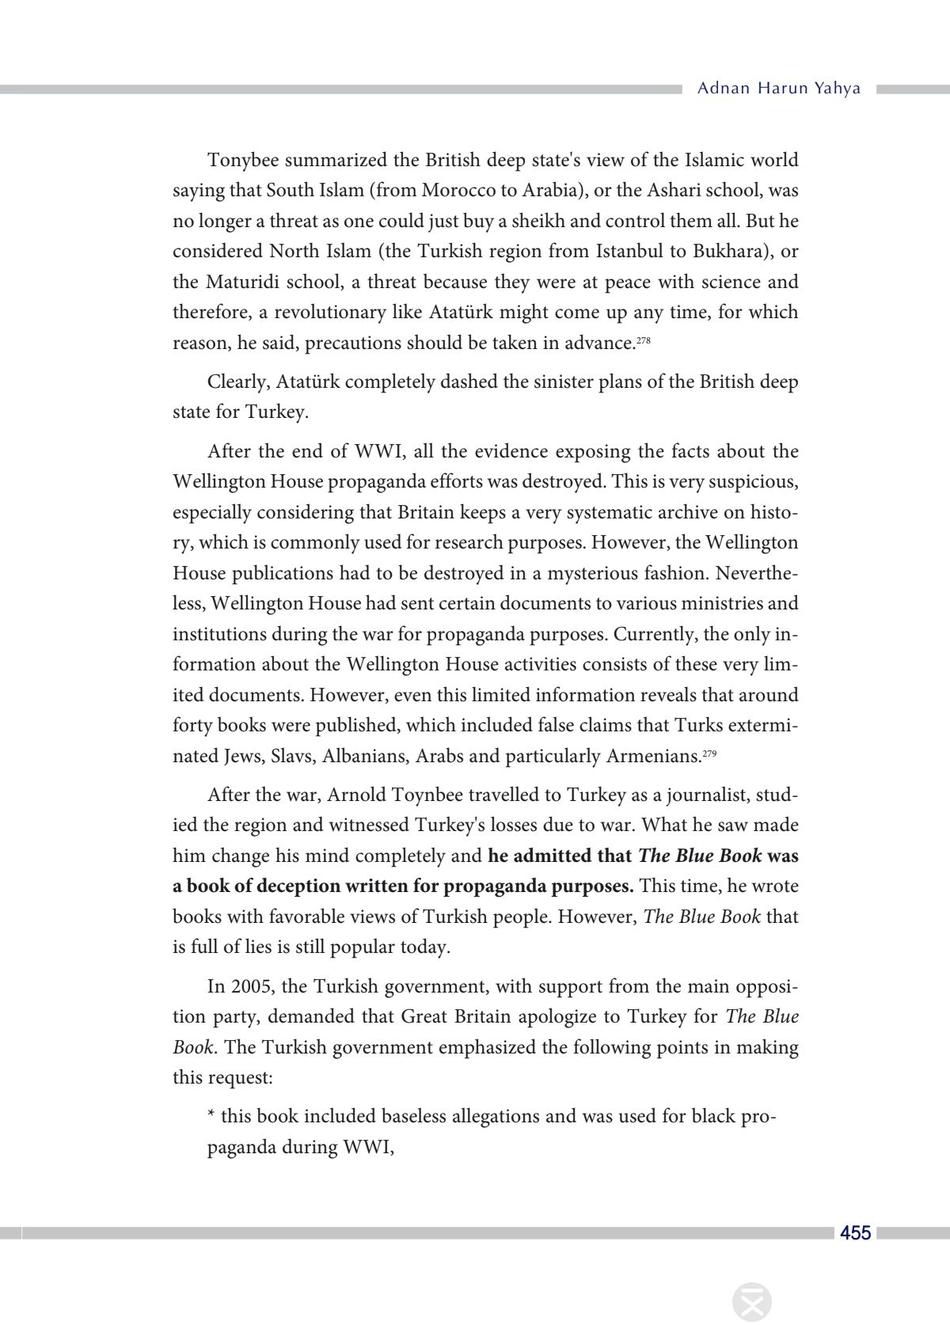 Adnan Harun Yahya
Tonybee summarized the British deep state's view of the Islamic world
saying that South Islam (from Morocco to Arabia), or the Ashari school, was
no longer a threat as one could just buy a sheikh and control them all. But he
considered North Islam (the Turkish region from Istanbul to Bukhara), or
the Maturidi school, a threat because they were at peace with science and
therefore, a revolutionary like Atatürk might come up any time, for which
reason, he said, precautions should be taken in advance.278
Clearly, Atatürk completely dashed the sinister plans of the British deep
state for Turkey.
After the end of WWI, all the evidence exposing the facts about the
Wellington House propaganda efforts was destroyed. This is very suspicious,
especially considering that Britain keeps a very systematic archive on histo-
ry, which is commonly used for research purposes. However, the Wellington
House publications had to be destroyed in a mysterious fashion. Neverthe-
less, Wellington House had sent certain documents to various ministries and
institutions during the war for propaganda purposes. Currently, the only in-
formation about the Wellington House activities consists of these very lim-
ited documents. However, even this limited information reveals that around
forty books were published, which included false claims that Turks extermi-
nated Jews, Slavs, Albanians, Arabs and particularly Armenians.279
After the war, Arnold Toynbee travelled to Turkey as a journalist, stud-
ied the region and witnessed Turkey's losses due to war. What he saw made
him change his mind completely and he admitted that The Blue Book was
a book of deception written for propaganda purposes. This time, he wrote
books with favorable views of Turkish people. However, The Blue Book that
is full of lies is still popular today.
In 2005, the Turkish government, with support from the main opposi-
tion party, demanded that Great Britain apologize to Turkey for The Blue
Book. The Turkish government emphasized the following points in making
this request:
* this book included baseless allegations and was used for black pro-
paganda during WWI,
455